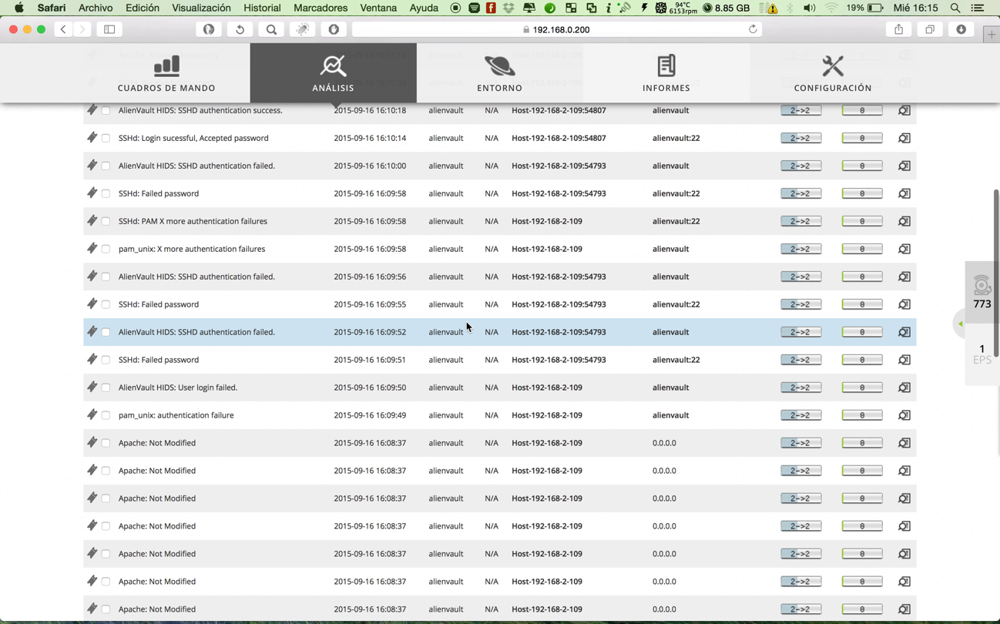 Safari Archivo Edición Visualización Historial Marcadores Ventana Ayuda 94°C 6153rpm 8.85 GB 19% Mié 16:15
192.168.0.200
CUADROS DE MANDO ANÁLISIS ENTORNO INFORMES CONFIGURACIÓN
AlienVault HIDS: SSHD authentication success. 2015-09-16 16:10:18 alienvault N/A Host-192-168-2-109:54807 alienvault 2->2 0
SSHd: Login sucessful, Accepted password 2015-09-16 16:10:14 alienvault N/A Host-192-168-2-109:54807 alienvault:22 2->2 0
AlienVault HIDS: SSHD authentication failed. 2015-09-16 16:10:00 alienvault N/A Host-192-168-2-109:54793 alienvault 2->2 0
SSHd: Failed password 2015-09-16 16:09:58 alienvault N/A Host-192-168-2-109:54793 alienvault:22 2->2 0
SSHd: PAM X more authentication failures 2015-09-16 16:09:58 alienvault N/A Host-192-168-2-109 alienvault:22 2->2 0
pam_unix: X more authentication failures 2015-09-16 16:09:58 alienvault N/A Host-192-168-2-109 alienvault 2->2 0
AlienVault HIDS: SSHD authentication failed. 2015-09-16 16:09:56 alienvault N/A Host-192-168-2-109:54793 alienvault 2->2 0
SSHd: Failed password 2015-09-16 16:09:55 alienvault N/A Host-192-168-2-109:54793 alienvault:22 2->2 0
773
AlienVault HIDS: SSHD authentication failed. 2015-09-16 16:09:52 alienvault N/A Host-192-168-2-109:54793 alienvault 2->2 0
1
SSHd: Failed password 2015-09-16 16:09:51 alienvault N/A Host-192-168-2-109:54793 alienvault:22 2->2 0
EPS
AlienVault HIDS: User login failed. 2015-09-16 16:09:50 alienvault N/A Host-192-168-2-109 alienvault 2->2 0
pam_unix: authentication failure 2015-09-16 16:09:49 alienvault N/A Host-192-168-2-109 alienvault 2->2 0
Apache: Not Modified 2015-09-16 16:08:37 alienvault N/A Host-192-168-2-109 0.0.0.0 2->2 0
Apache: Not Modified 2015-09-16 16:08:37 alienvault N/A Host-192-168-2-109 0.0.0.0 2->2 0
Apache: Not Modified 2015-09-16 16:08:37 alienvault N/A Host-192-168-2-109 0.0.0.0 2->2 0
Apache: Not Modified 2015-09-16 16:08:37 alienvault N/A Host-192-168-2-109 0.0.0.0 2->2 0
Apache: Not Modified 2015-09-16 16:08:37 alienvault N/A Host-192-168-2-109 0.0.0.0 2->2 0
Apache: Not Modified 2015-09-16 16:08:37 alienvault N/A Host-192-168-2-109 0.0.0.0 2->2 0
Apache: Not Modified 2015-09-16 16:08:37 alienvault N/A Host-192-168-2-109 0.0.0.0 2->2 0